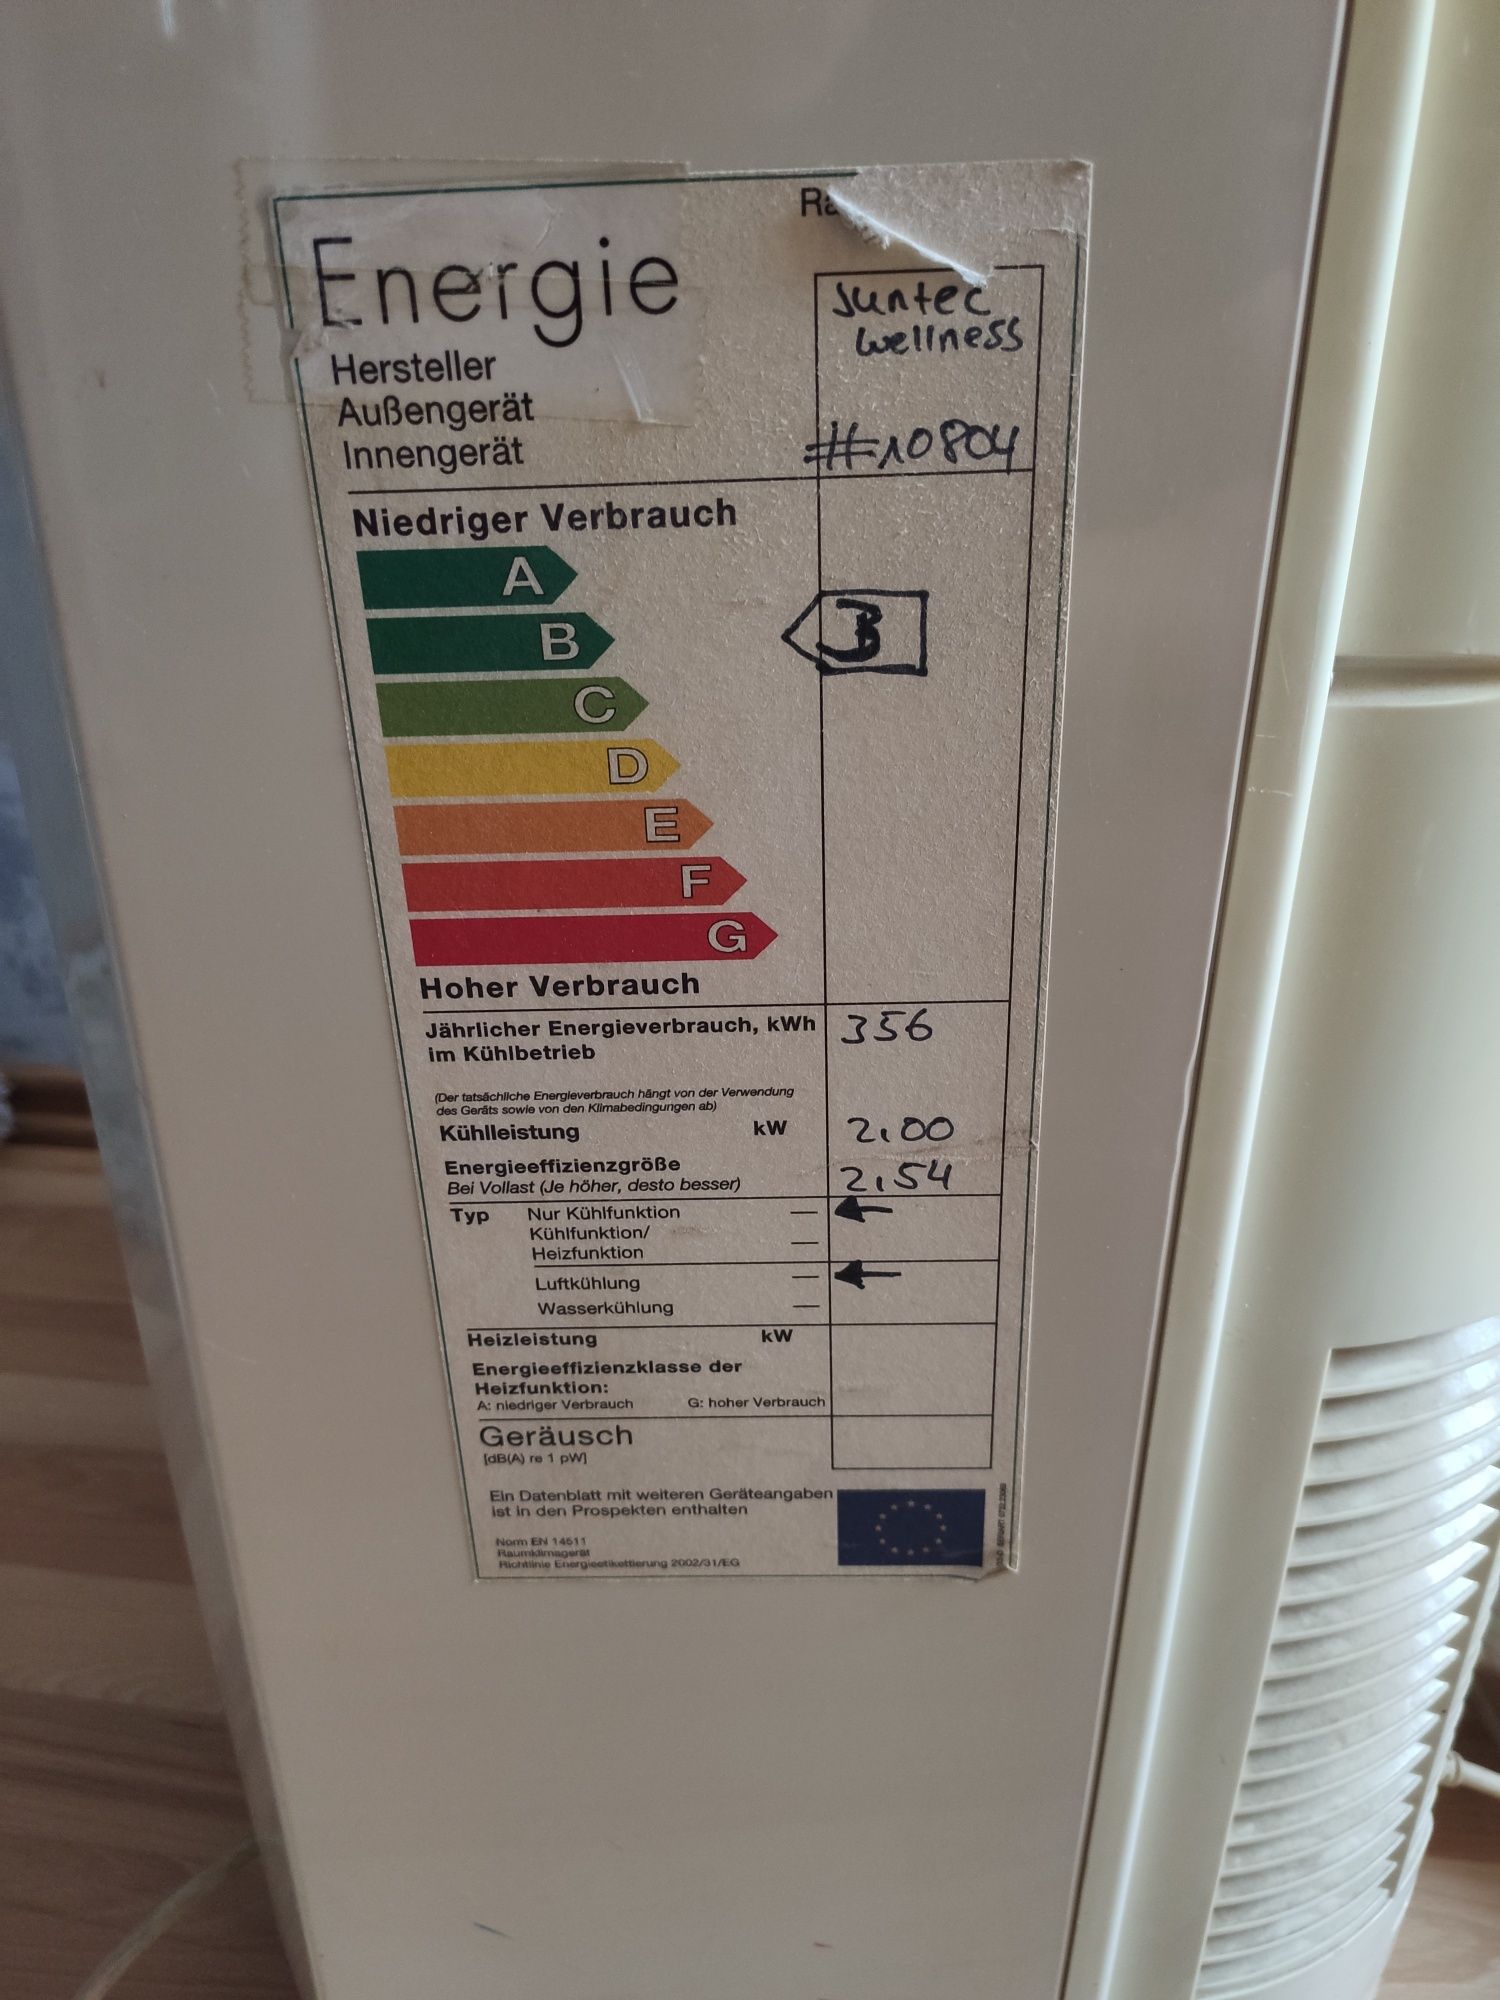 Energie
suntec
wellness
Hersteller
Außengerät
Innengerät #10804
Niedriger Verbrauch
A
B B
C
D
E
F
G
Hoher Verbrauch
Jährlicher Energieverbrauch, kWh 356
im Kühlbetrieb
(Der tatsächliche Energieverbrauch hängt von der Verwendung
des Geräts sowie von den Klimabedingungen ab)
Kühlleistung kW 2,00
Energieeffizienzgröße
Bei Vollast (Je höher, desto besser) 2,54
Typ Nur Kühlfunktion — ←
Kühlfunktion/
Heizfunktion —
Luftkühlung — ←
Wasserkühlung —
Heizleistung kW
Energieeffizienzklasse der
Heizfunktion:
A: niedriger Verbrauch G: hoher Verbrauch
Geräusch
[dB(A) re 1 pW]
Ein Datenblatt mit weiteren Geräteangaben
ist in den Prospekten enthalten
Norm EN 14511
Raumklimagerät
Richtlinie Energieetikettierung 2002/31/EG